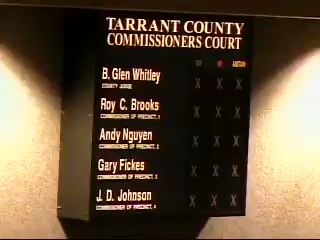 TARRANT COUNTY
COMMISSIONERS COURT
ABSTAIN
B. Glen Whitley
COUNTY JUDGE
X X X
Roy C. Brooks
COMMISSIONER OF PRECINCT, 1
X X X
Andy Nguyen
COMMISSIONER OF PRECINCT, 2
X X X
Gary Fickes
COMMISSIONER OF PRECINCT, 3
X X X
J. D. Johnson
COMMISSIONER OF PRECINCT, 4
X X X